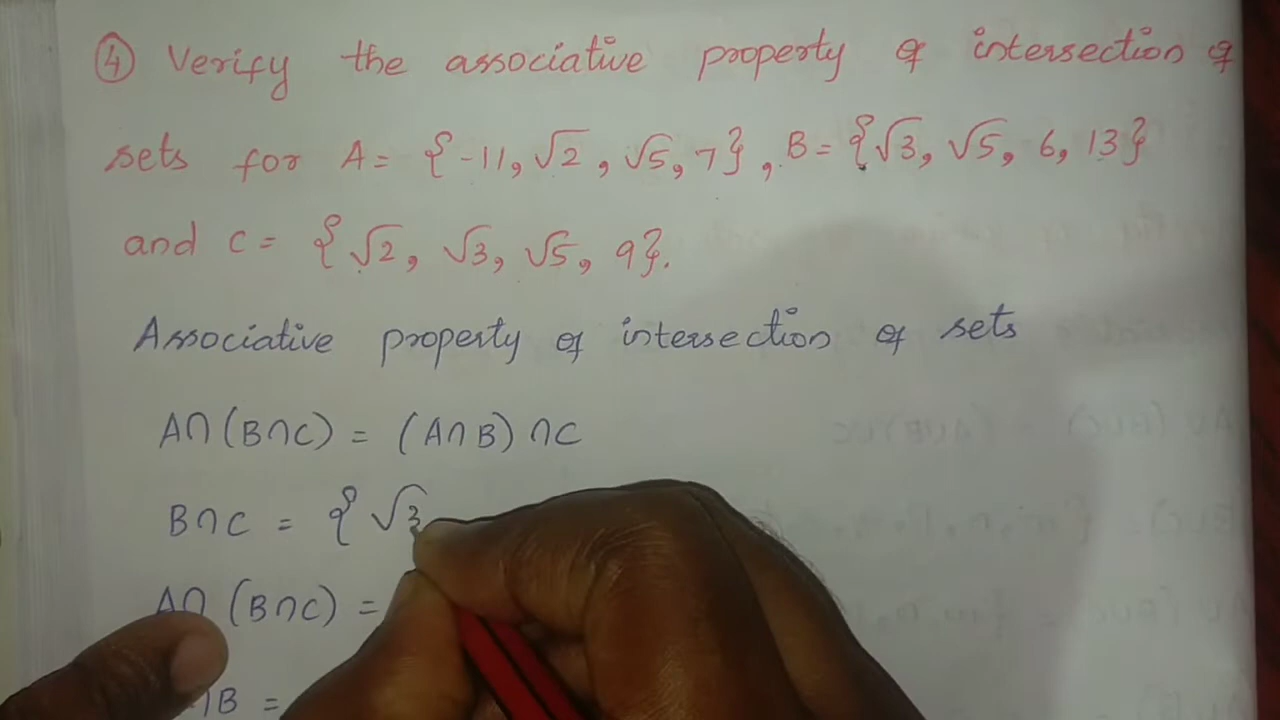 ④ Verify the associative property of intersection of
sets for A = {-11, √2, √5, 7}, B = {√3, √5, 6, 13}
and C = {√2, √3, √5, 9}.
Associative property of intersection of sets
A∩(B∩C) = (A∩B)∩C
B∩C = {√3
A∩(B∩C) =
∩B =